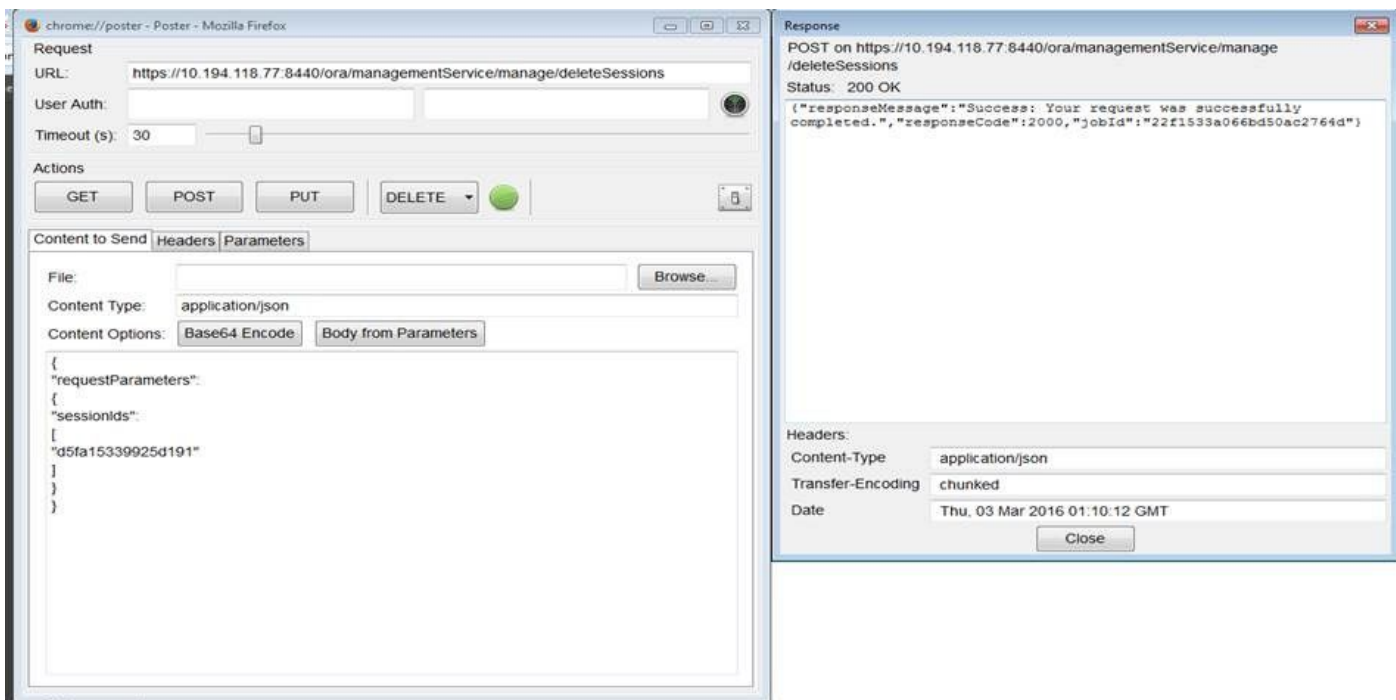 chrome://poster - Poster - Mozilla Firefox
Request
URL: https://10.194.118.77:8440/ora/managementService/manage/deleteSessions
User Auth:
Timeout (s): 30
Actions
GET POST PUT DELETE
Content to Send Headers Parameters
File: Browse...
Content Type: application/json
Content Options: Base64 Encode Body from Parameters
{
"requestParameters":
{
"sessionIds":
[
"d5fa15339925d191"
]
}
}
Response
POST on https://10.194.118.77:8440/ora/managementService/manage
/deleteSessions
Status: 200 OK
{"responseMessage":"Success: Your request was successfully
completed.","responseCode":2000,"jobId":"22f1533a066bd50ac2764d"}
Headers:
Content-Type application/json
Transfer-Encoding chunked
Date Thu, 03 Mar 2016 01:10:12 GMT
Close